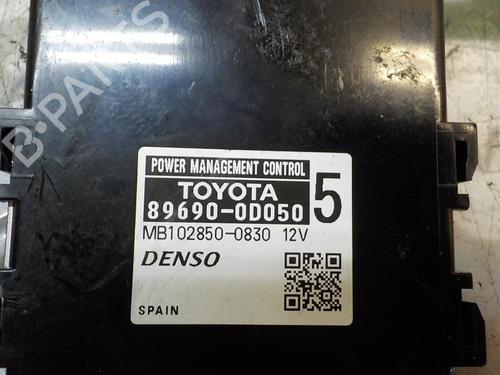 B-PARTS
POWER MANAGEMENT CONTROL
TOYOTA
89690-0D050 5
MB102850-0830 12V
DENSO
SPAIN